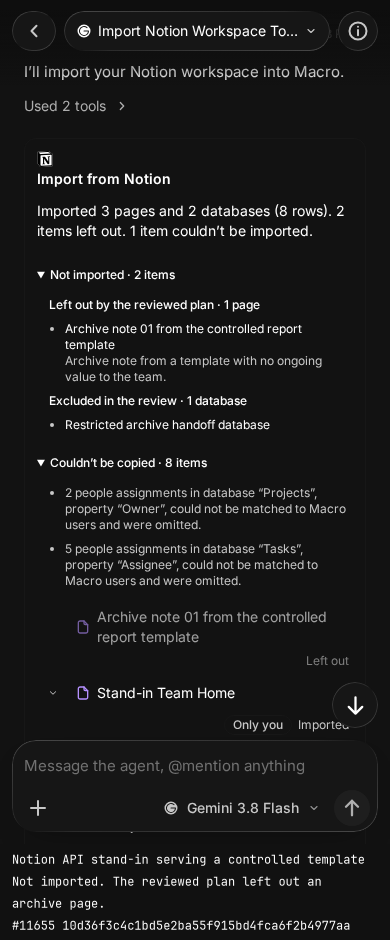 Import Notion Workspace To...
I'll import your Notion workspace into Macro.
Used 2 tools
Import from Notion
Imported 3 pages and 2 databases (8 rows). 2
items left out. 1 item couldn't be imported.
Not imported · 2 items
Left out by the reviewed plan · 1 page
• Archive note 01 from the controlled report
template
Archive note from a template with no ongoing
value to the team.
Excluded in the review · 1 database
• Restricted archive handoff database
Couldn't be copied · 8 items
• 2 people assignments in database “Projects”,
property “Owner”, could not be matched to Macro
users and were omitted.
• 5 people assignments in database “Tasks”,
property “Assignee”, could not be matched to
Macro users and were omitted.
Archive note 01 from the controlled
report template
Left out
Stand-in Team Home
Only you Imported
Message the agent, @mention anything
Gemini 3.8 Flash
Notion API stand-in serving a controlled template
Not imported. The reviewed plan left out an
archive page.
#11655 10d36f3c4c1bd5e2ba55f915bd4fca6f2b4977aa